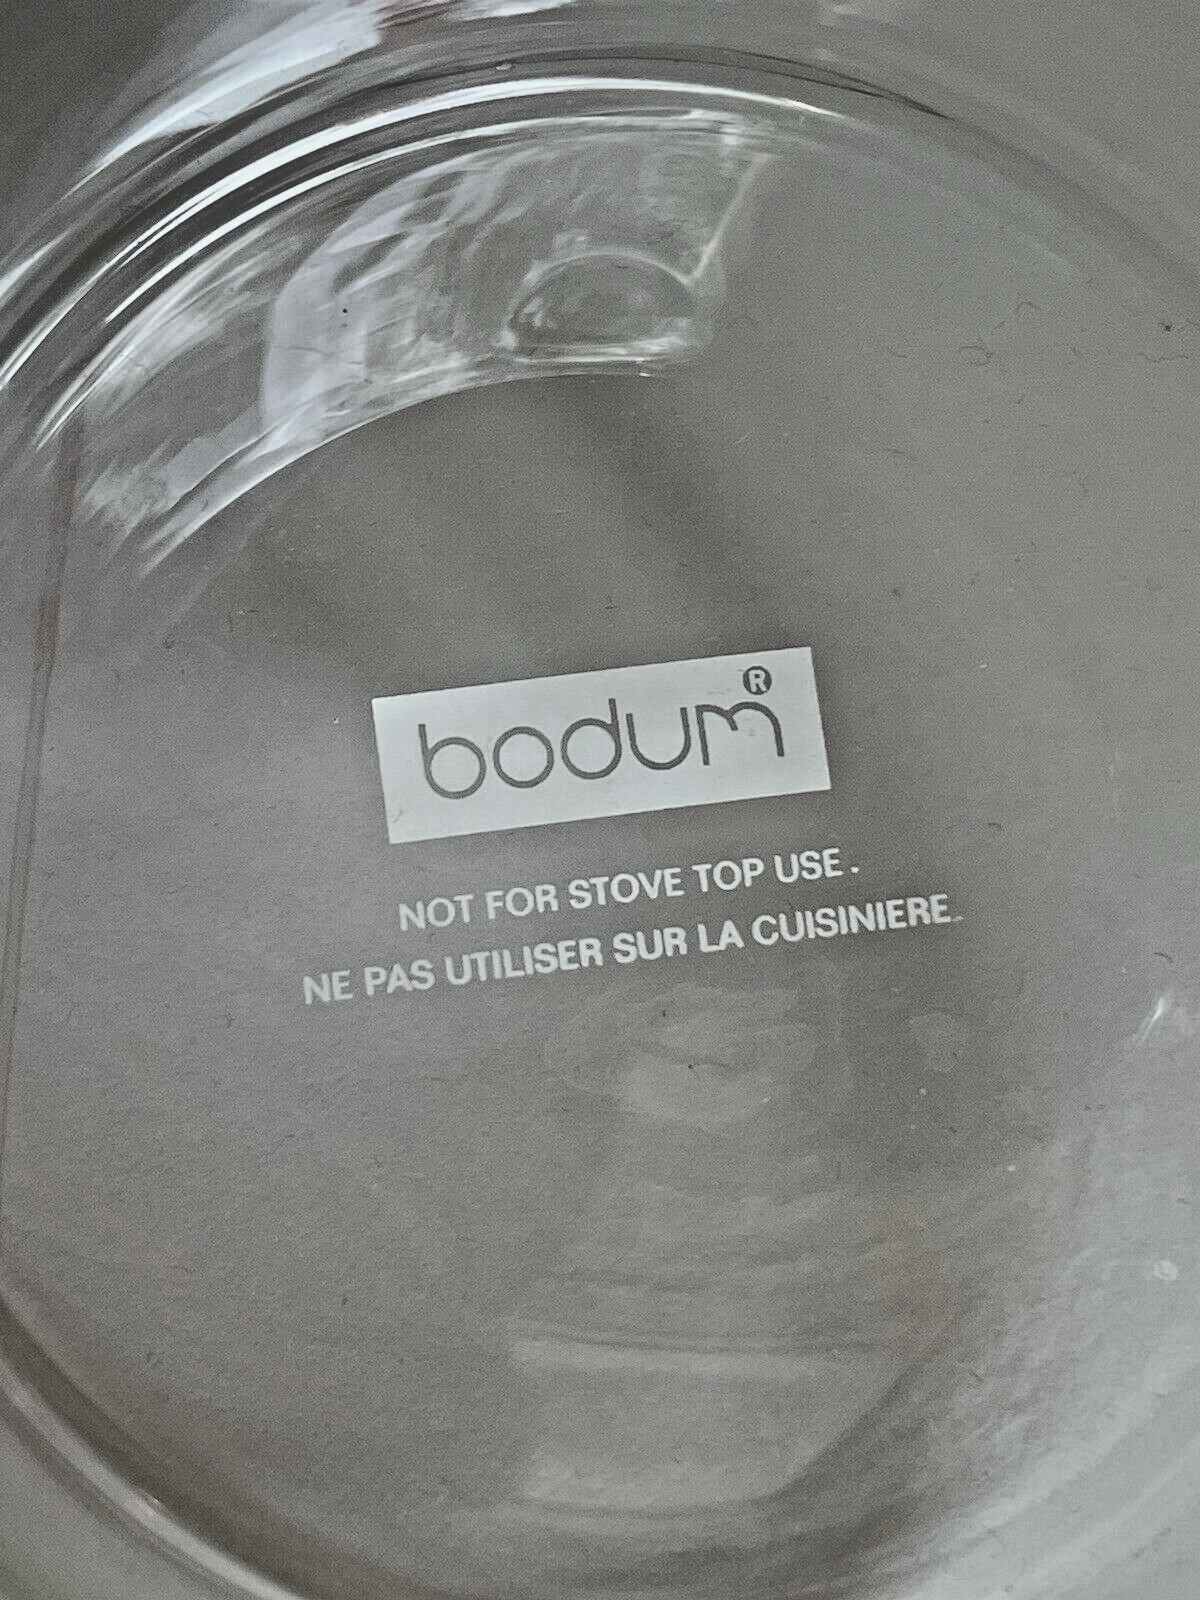 bodum®
NOT FOR STOVE TOP USE.
NE PAS UTILISER SUR LA CUISINIERE.